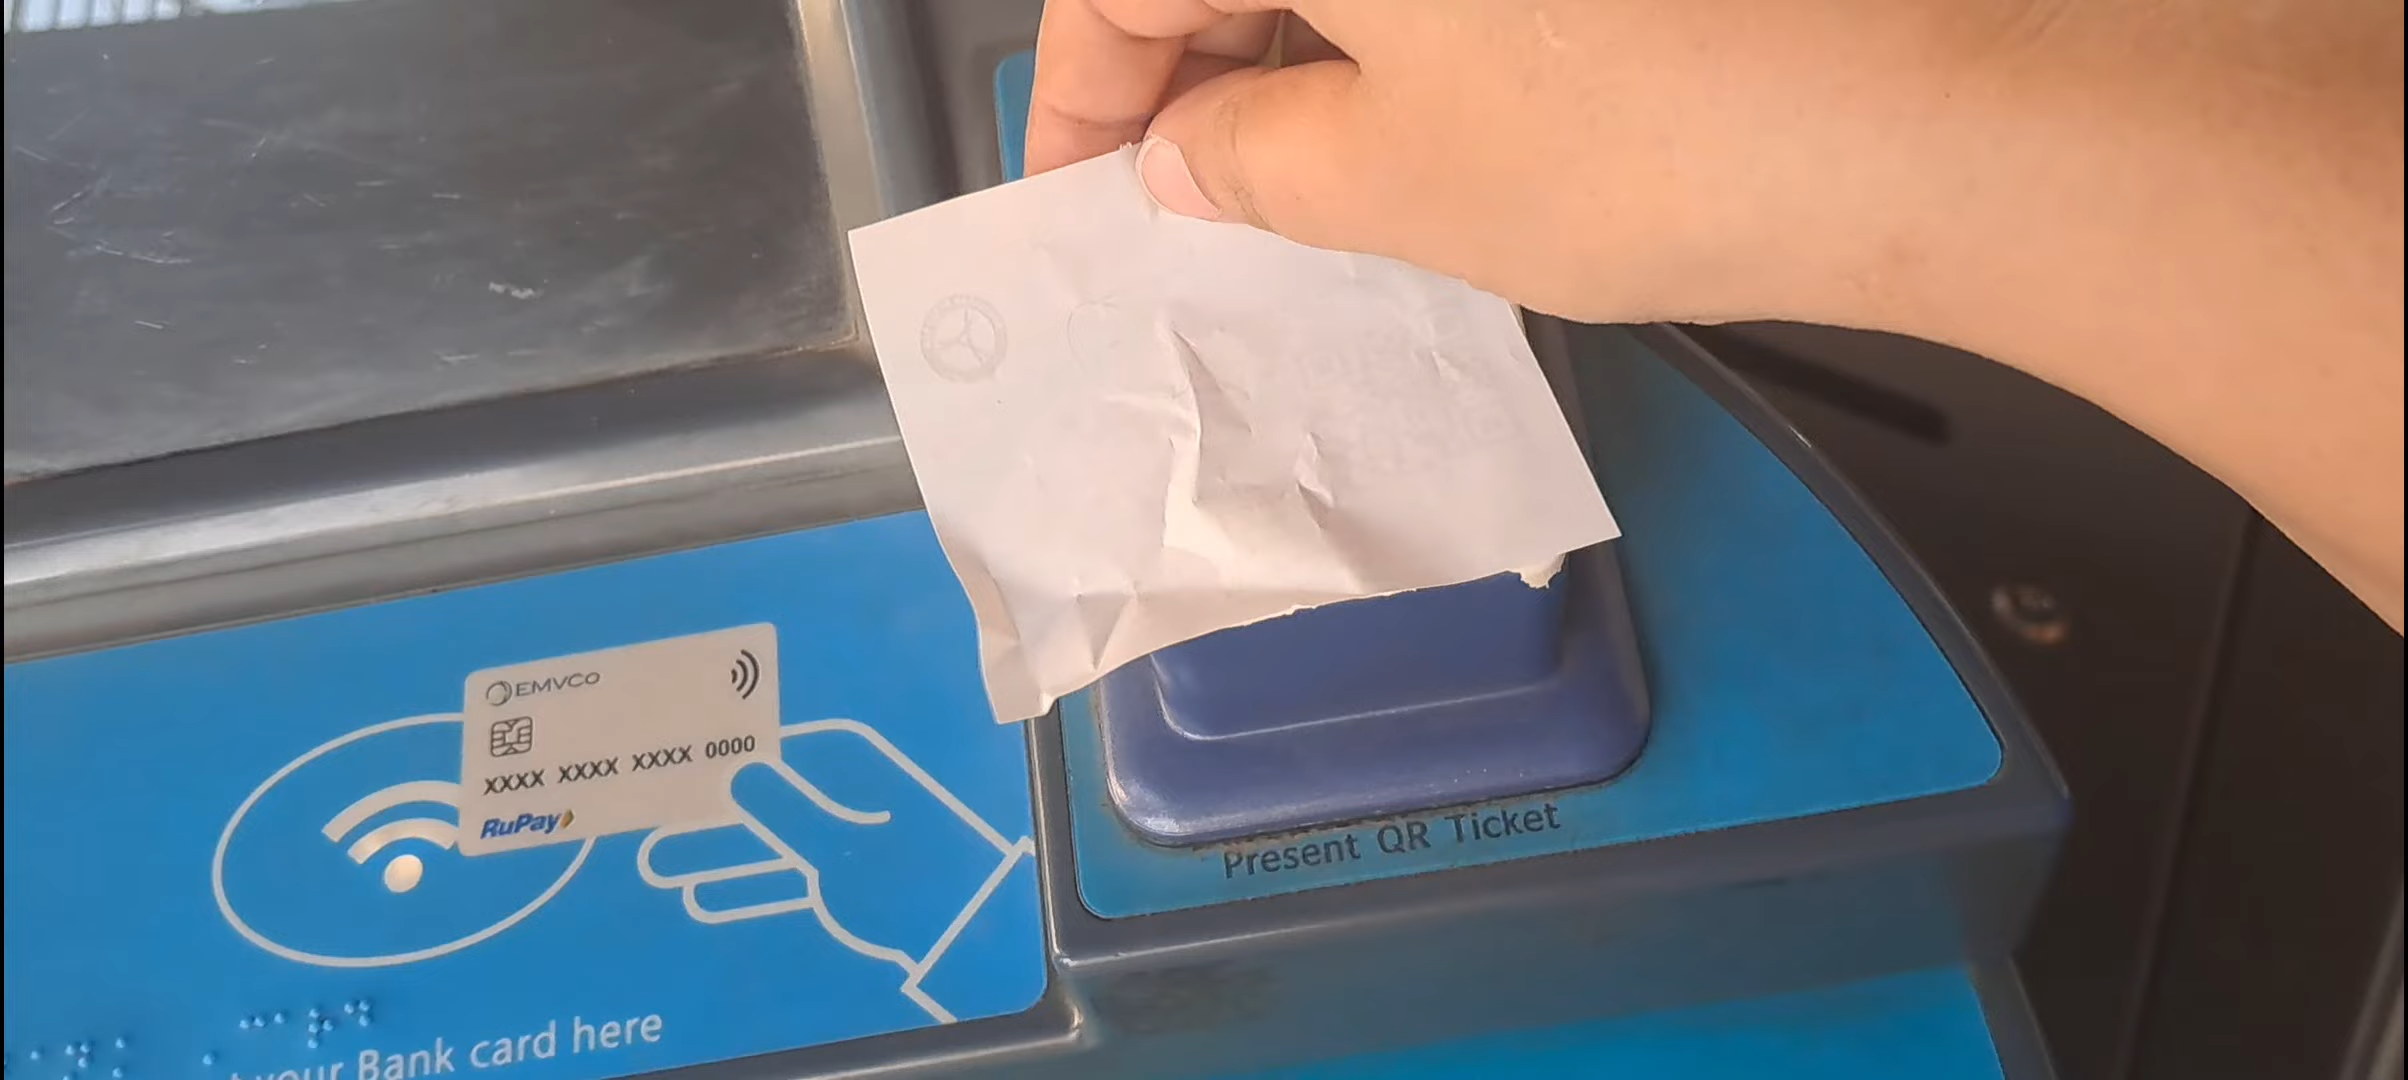 EMVCo
XXXX XXXX XXXX 0000
RuPay
Present QR Ticket
your Bank card here